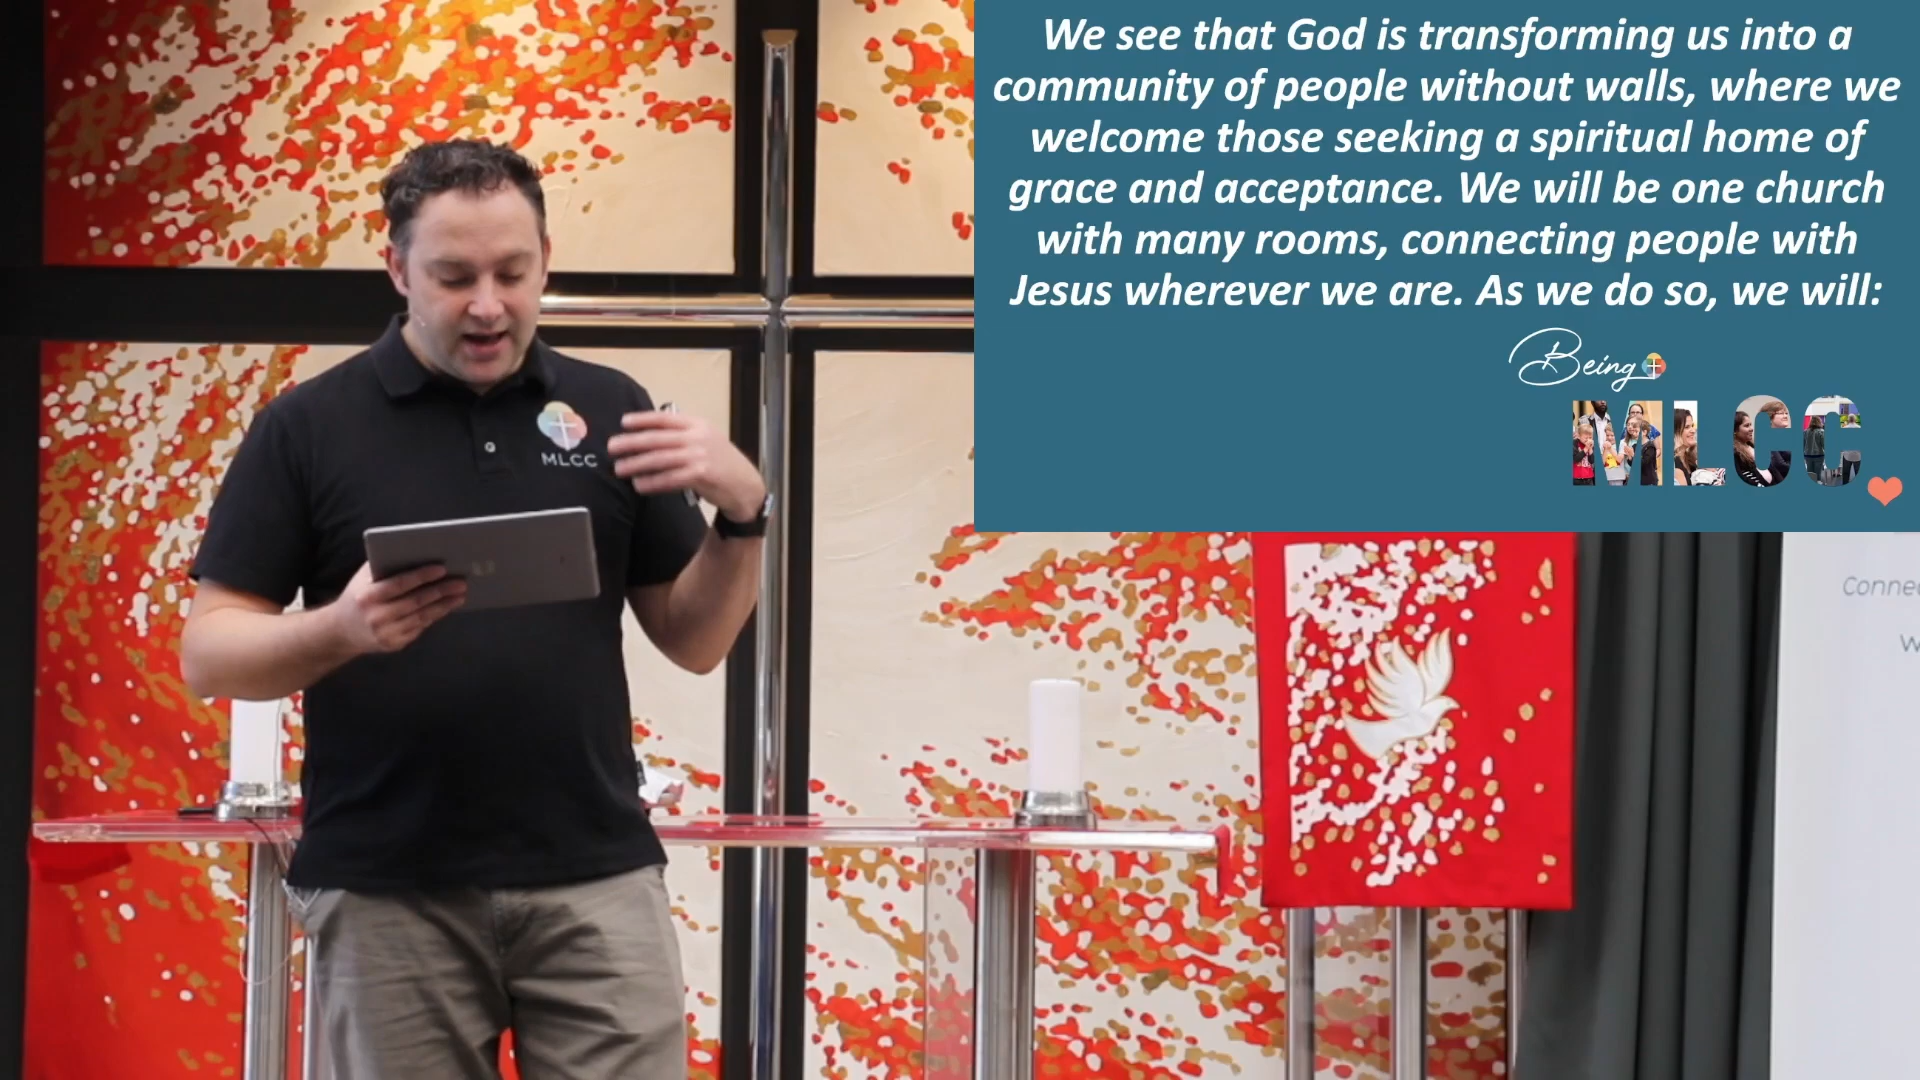 We see that God is transforming us into a
community of people without walls, where we
welcome those seeking a spiritual home of
grace and acceptance. We will be one church
with many rooms, connecting people with
Jesus wherever we are. As we do so, we will:
Being
MLCC
MLCC